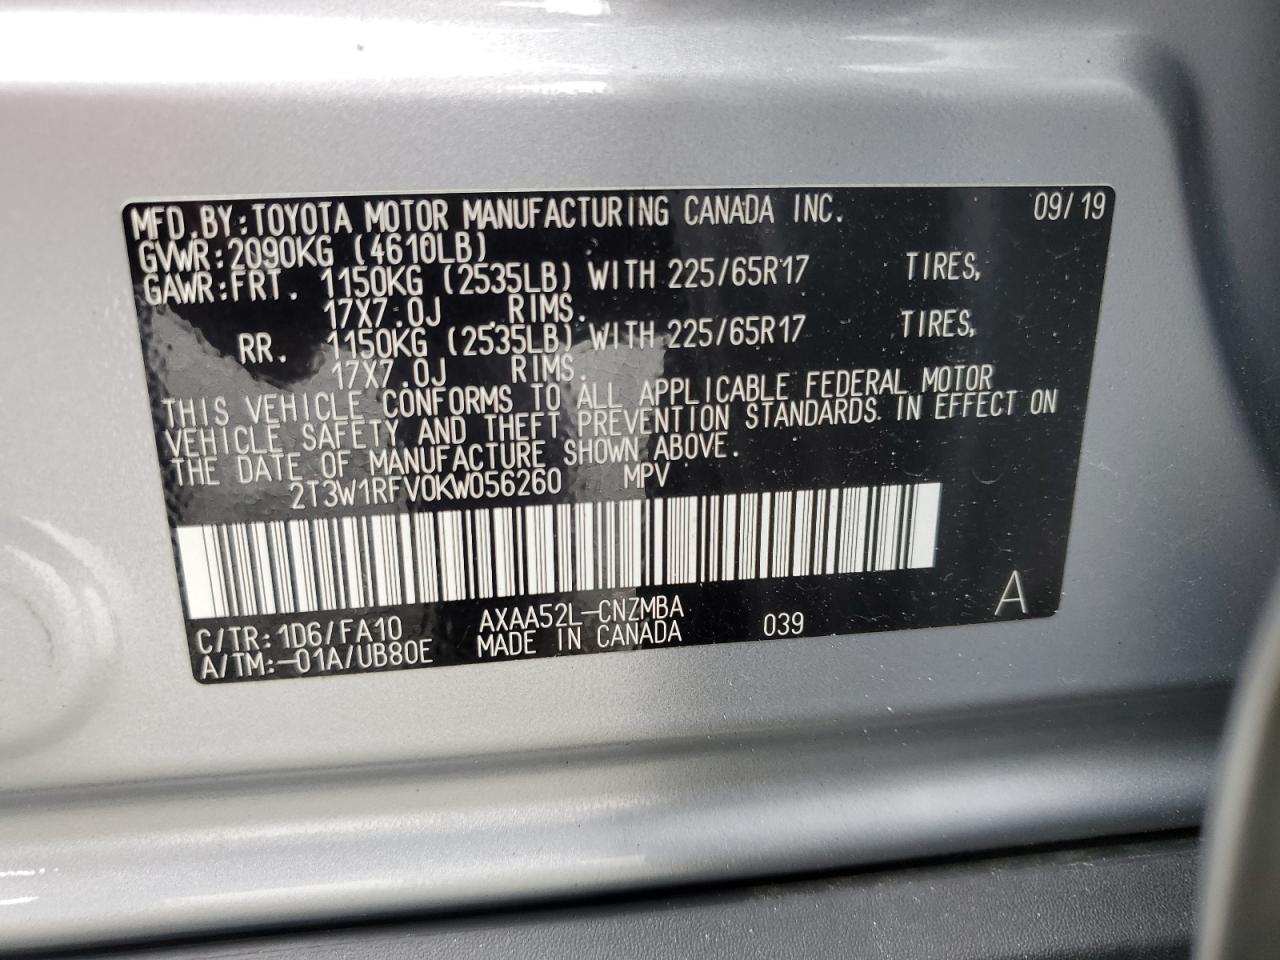 MFD.BY:TOYOTA MOTOR MANUFACTURING CANADA INC. 09/19
GVWR:2090KG (4610LB)
GAWR:FRT. 1150KG (2535LB) WITH 225/65R17 TIRES,
17X7.0J RIMS.
RR. 1150KG (2535LB) WITH 225/65R17 TIRES,
17X7.0J RIMS.
THIS VEHICLE CONFORMS TO ALL APPLICABLE FEDERAL MOTOR
VEHICLE SAFETY AND THEFT PREVENTION STANDARDS IN EFFECT ON
THE DATE OF MANUFACTURE SHOWN ABOVE.
2T3W1RFV0KW056260 MPV
C/TR:1D6/FA10 AXAA52L-CNZMBA 039 A
A/TM:-01A/UB80E MADE IN CANADA